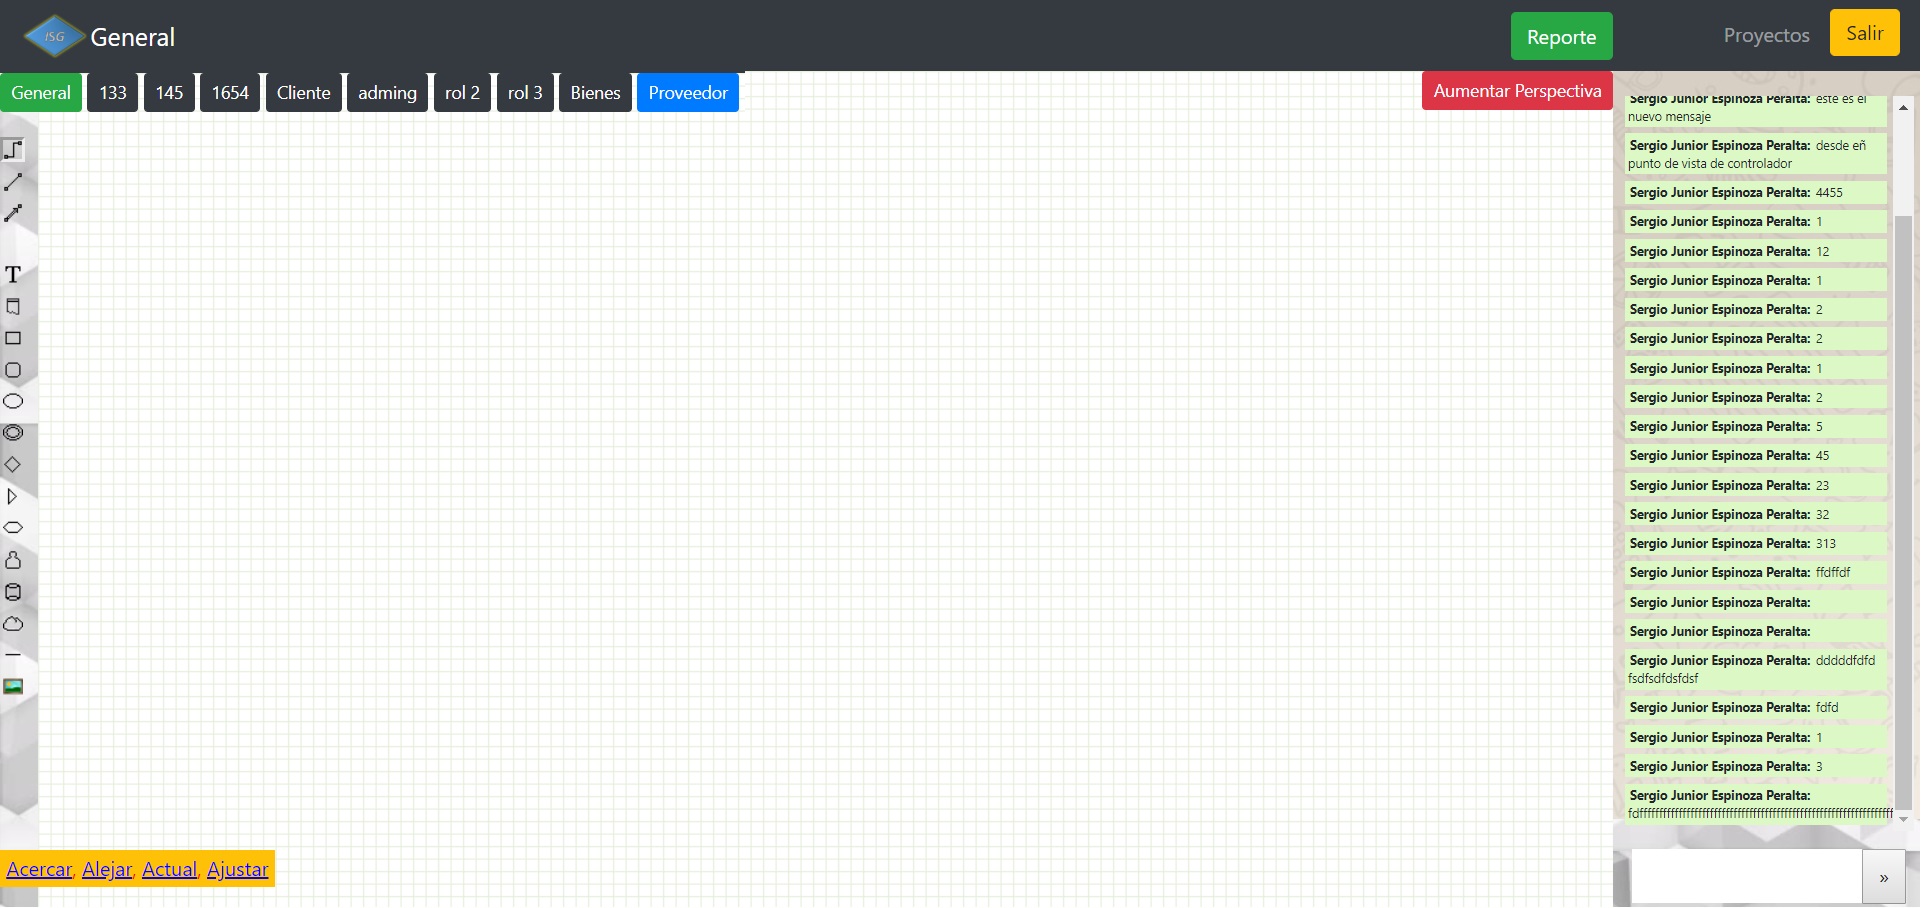 ISG General
Reporte
Proyectos
Salir
General 133 145 1654 Cliente adming rol 2 rol 3 Bienes Proveedor
Aumentar Perspectiva
T
Acercar, Alejar, Actual, Ajustar
Sergio Junior Espinoza Peralta: este es el
nuevo mensaje
Sergio Junior Espinoza Peralta: desde eñ
punto de vista de controlador
Sergio Junior Espinoza Peralta: 4455
Sergio Junior Espinoza Peralta: 1
Sergio Junior Espinoza Peralta: 12
Sergio Junior Espinoza Peralta: 1
Sergio Junior Espinoza Peralta: 2
Sergio Junior Espinoza Peralta: 2
Sergio Junior Espinoza Peralta: 1
Sergio Junior Espinoza Peralta: 2
Sergio Junior Espinoza Peralta: 5
Sergio Junior Espinoza Peralta: 45
Sergio Junior Espinoza Peralta: 23
Sergio Junior Espinoza Peralta: 32
Sergio Junior Espinoza Peralta: 313
Sergio Junior Espinoza Peralta: ffdffdf
Sergio Junior Espinoza Peralta:
Sergio Junior Espinoza Peralta:
Sergio Junior Espinoza Peralta: dddddfdfd
fsdfsdfdsfdsf
Sergio Junior Espinoza Peralta: fdfd
Sergio Junior Espinoza Peralta: 1
Sergio Junior Espinoza Peralta: 3
Sergio Junior Espinoza Peralta:
»